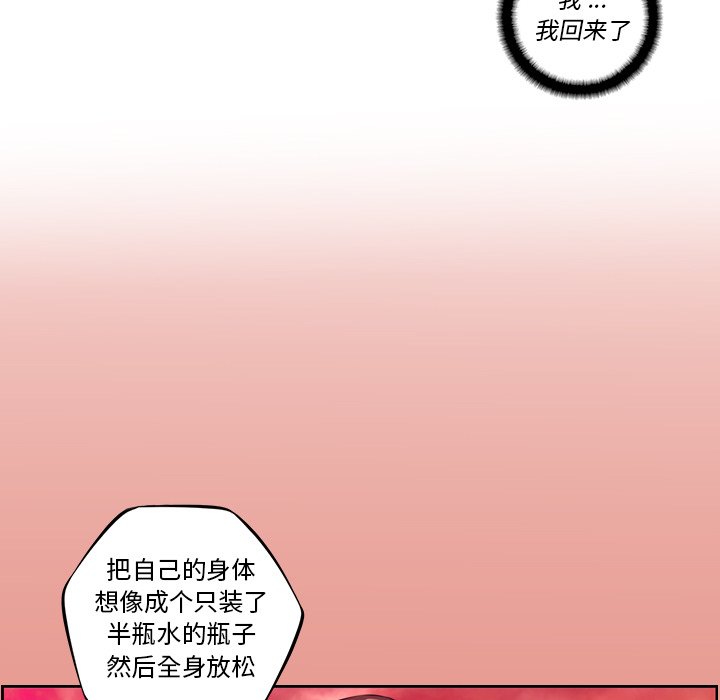 我...
我回来了
把自己的身体
想像成个只装了
半瓶水的瓶子
然后全身放松